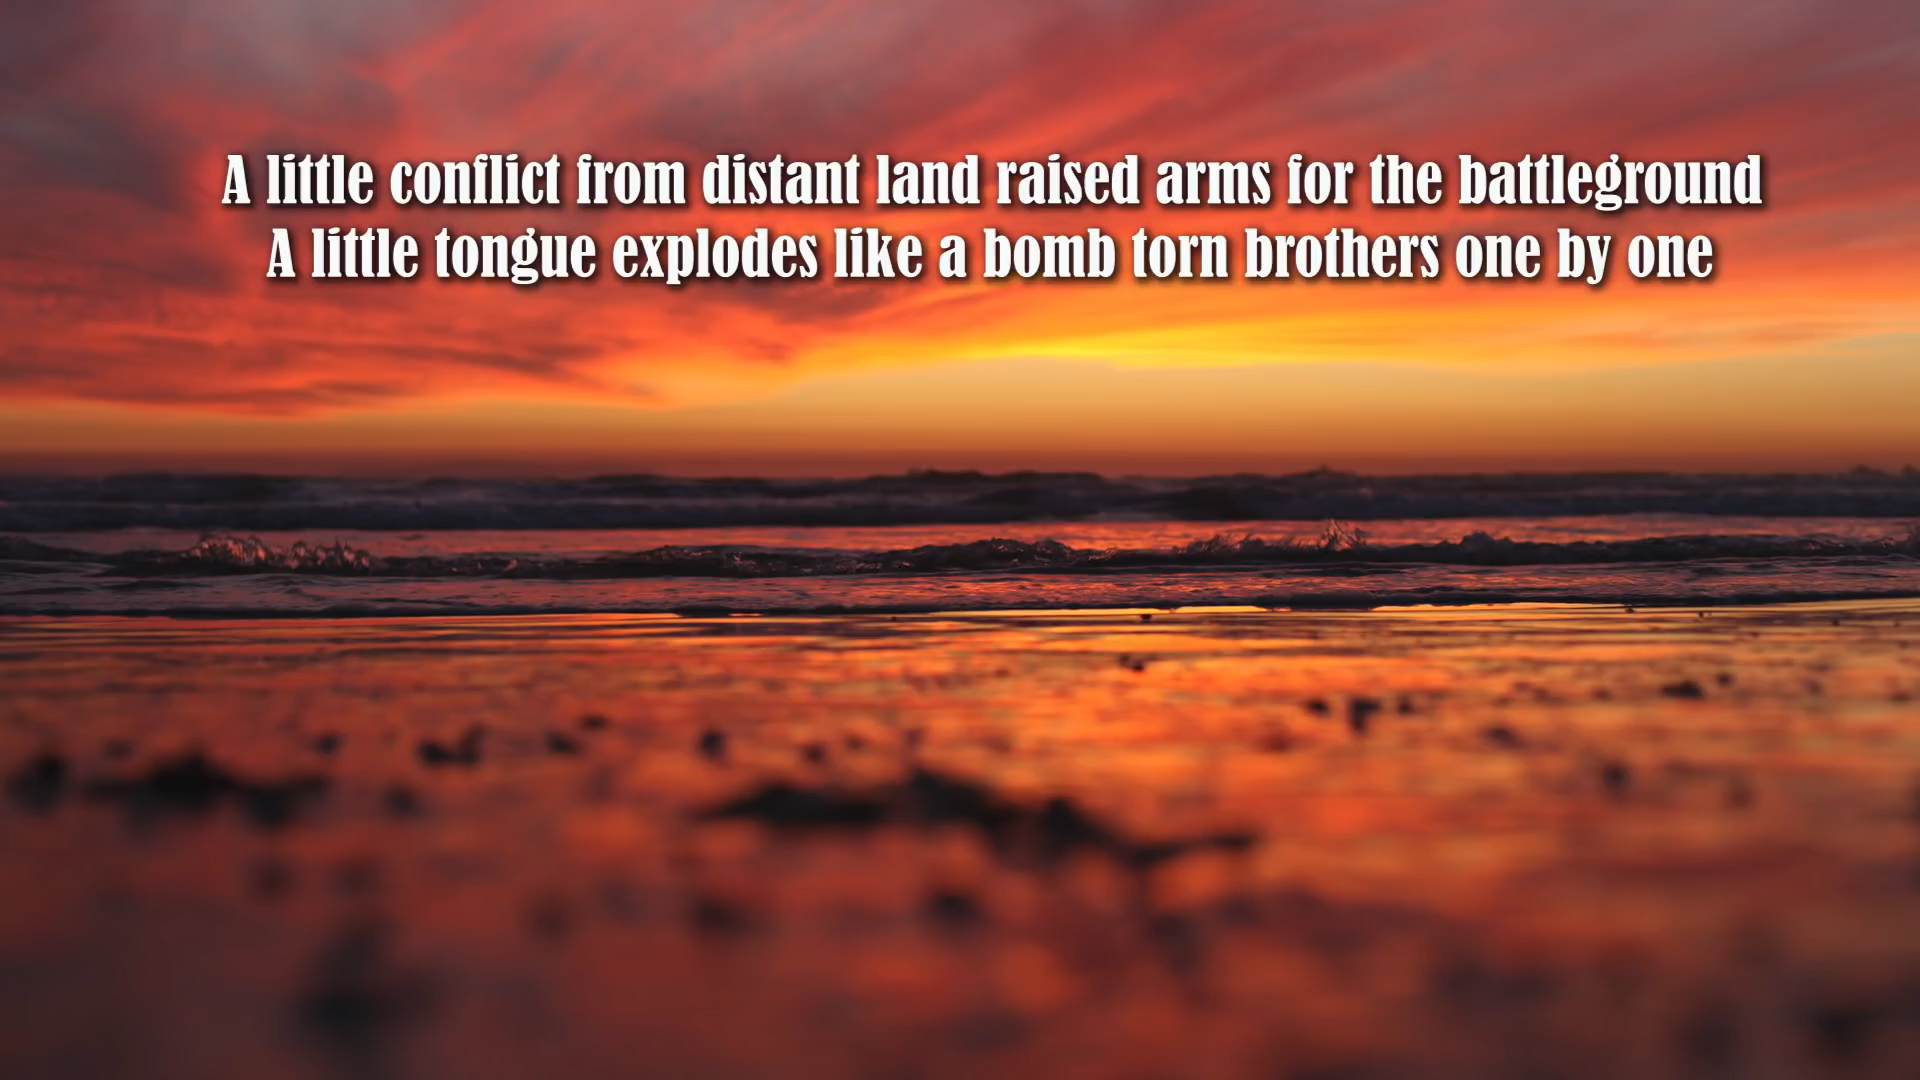 A little conflict from distant land raised arms for the battleground
A little tongue explodes like a bomb torn brothers one by one